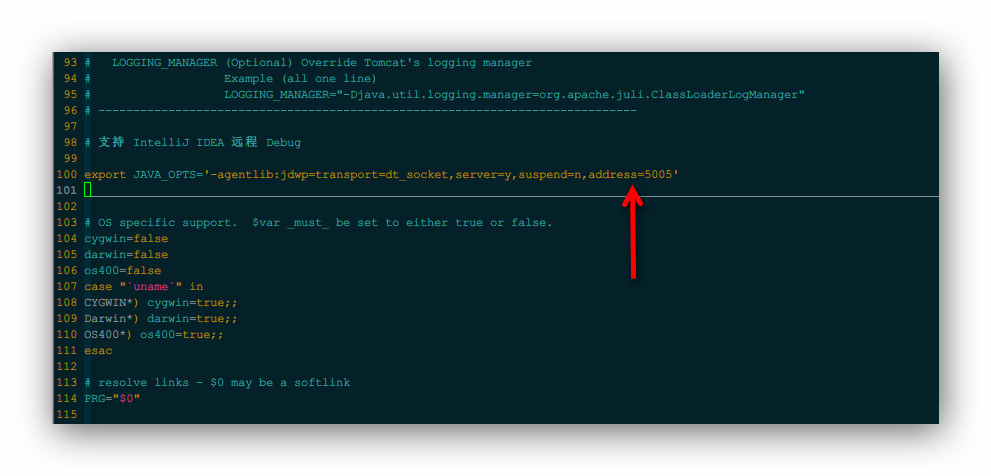 93 #   LOGGING_MANAGER (Optional) Override Tomcat's logging manager
94 #                   Example (all one line)
95 #                   LOGGING_MANAGER="-Djava.util.logging.manager=org.apache.juli.ClassLoaderLogManager"
96 # -----------------------------------------------------------------------------
97
98 # 支持 IntelliJ IDEA 远程 Debug
99
100 export JAVA_OPTS='-agentlib:jdwp=transport=dt_socket,server=y,suspend=n,address=5005'
101
102
103 # OS specific support.  $var _must_ be set to either true or false.
104 cygwin=false
105 darwin=false
106 os400=false
107 case "`uname`" in
108 CYGWIN*) cygwin=true;;
109 Darwin*) darwin=true;;
110 OS400*) os400=true;;
111 esac
112
113 # resolve links - $0 may be a softlink
114 PRG="$0"
115